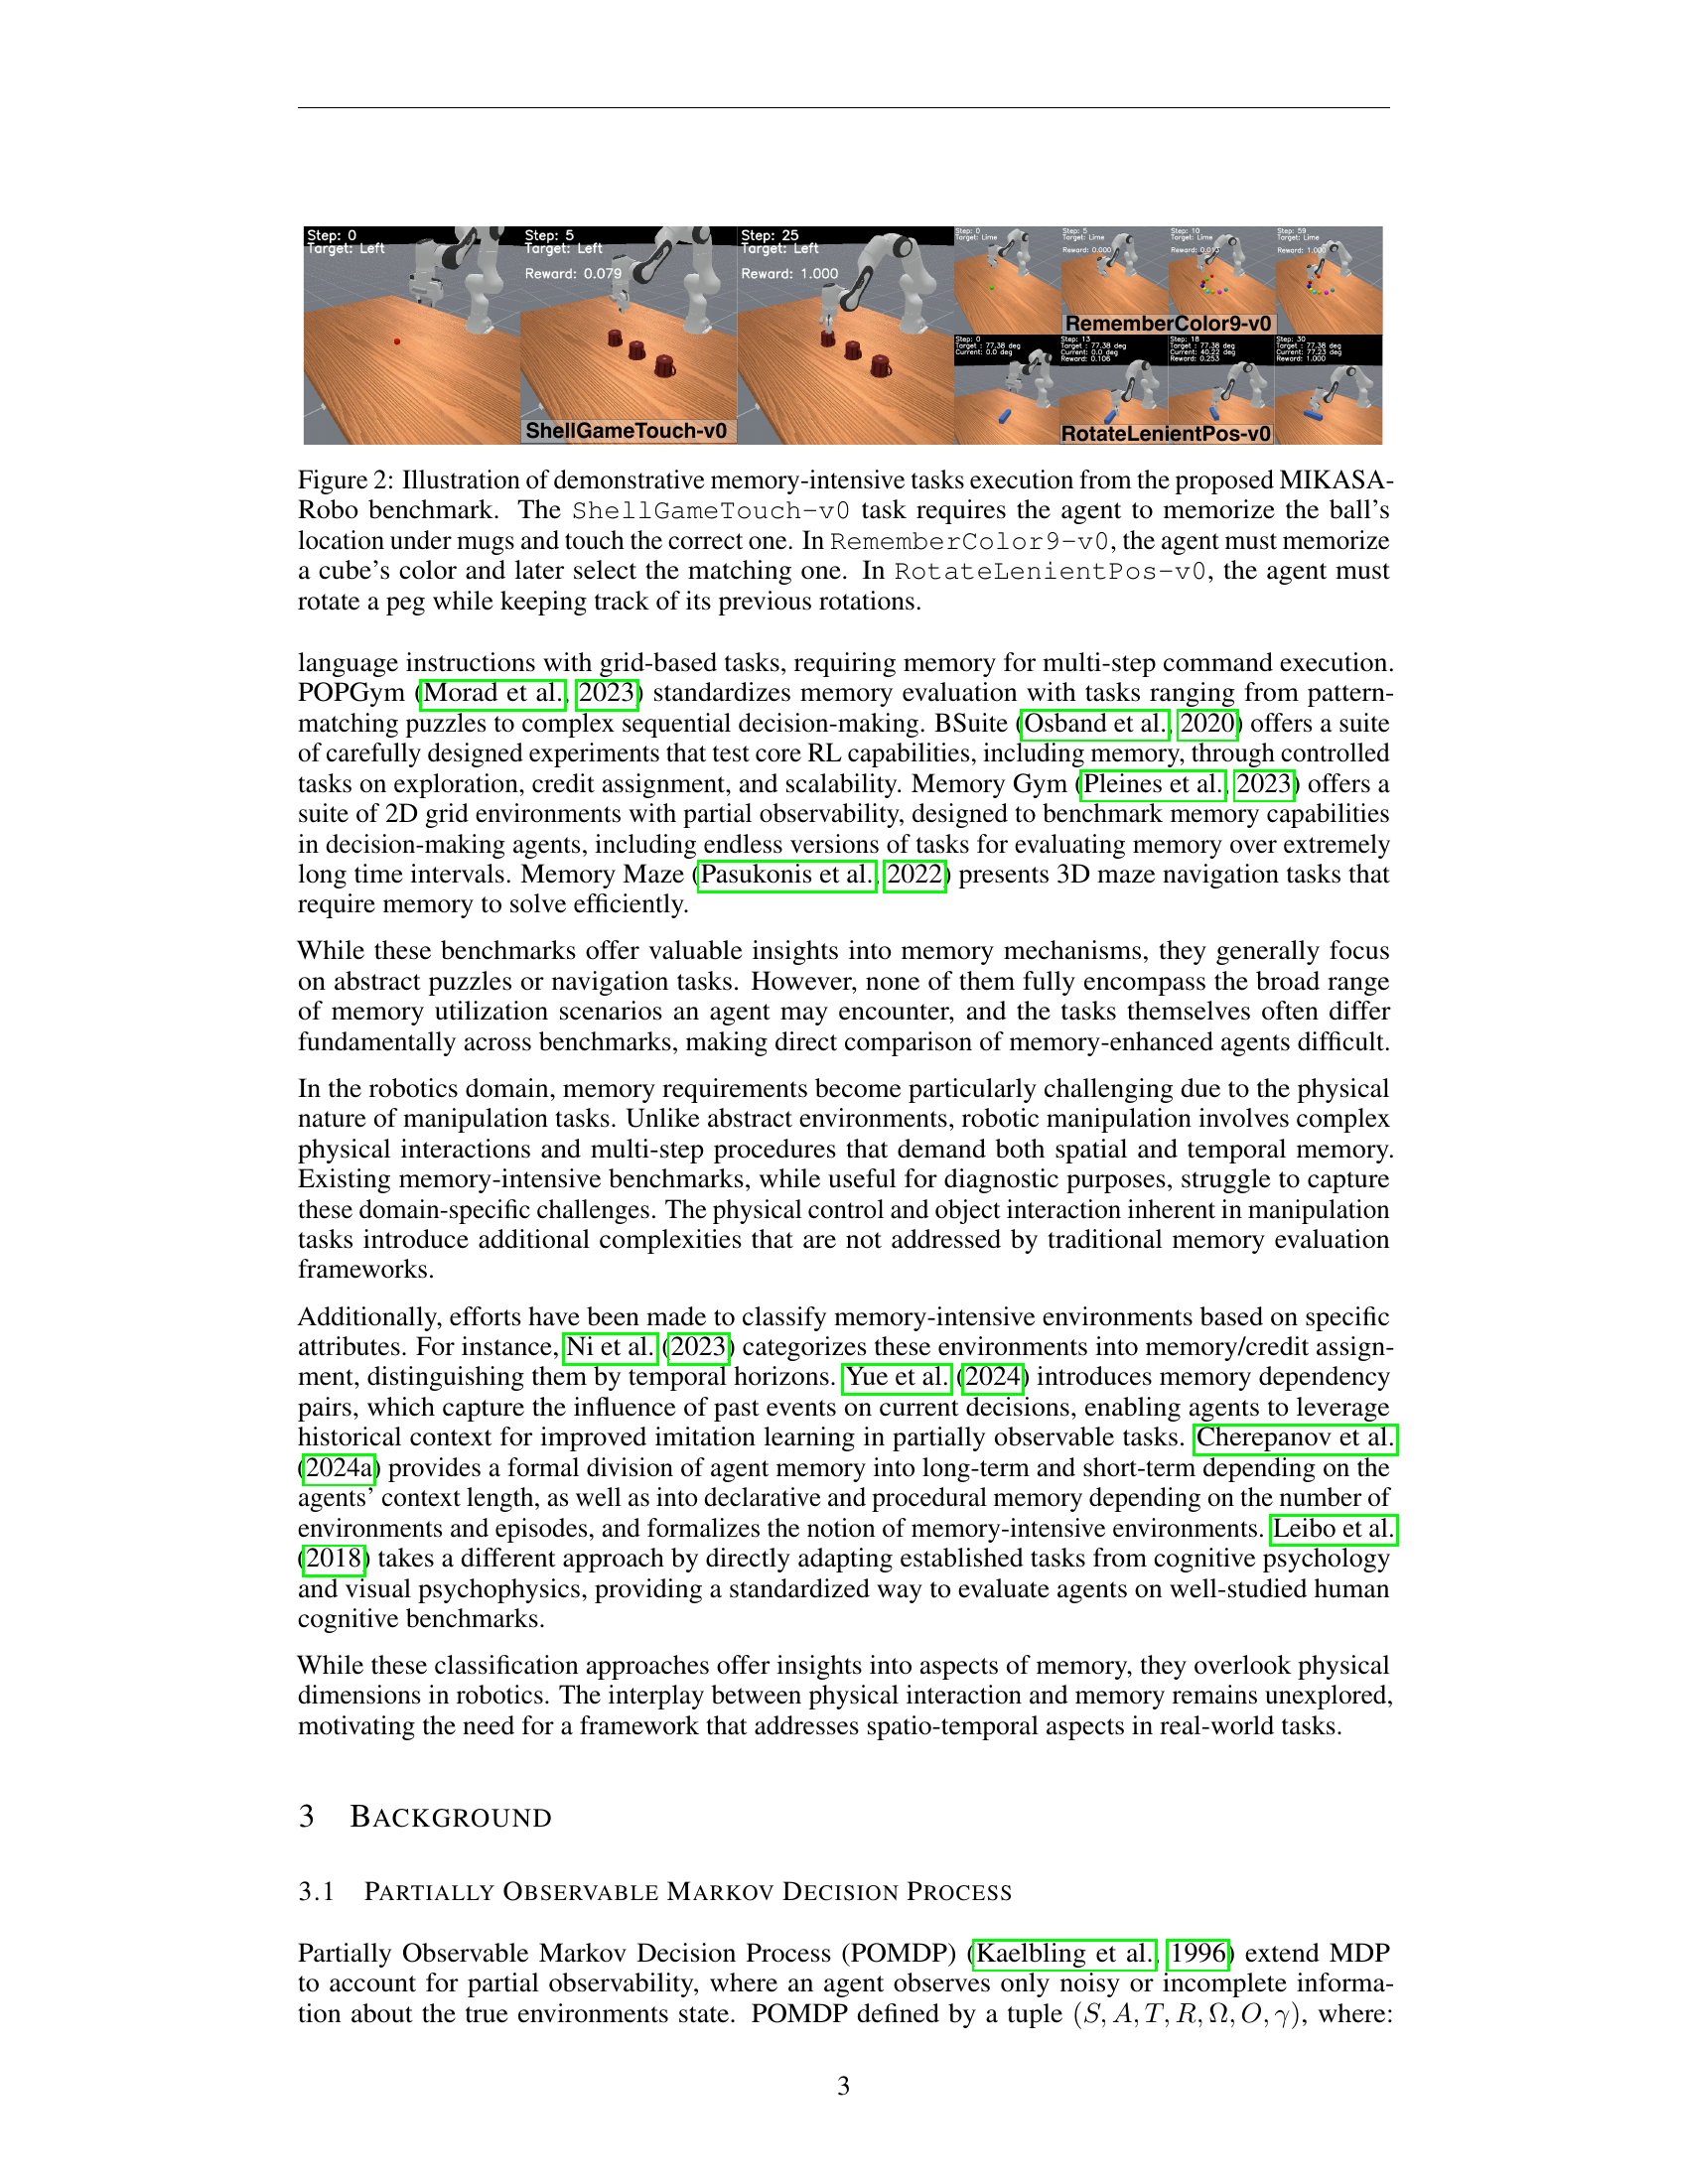 Step: 0
Target: Left
Step: 5
Target: Left
Reward: 0.079
ShellGameTouch-v0
Step: 25
Target: Left
Reward: 1.000
Step: 0
Target: Lime
Step: 5
Target: Lime
Reward: 0.000
Step: 10
Target: Lime
Step: 59
Target: Lime
RememberColor9-v0
Step: 0
Target : 77.38 deg
Current: 0.0 deg
Step: 13
Target : 77.38 deg
Current: 0.0 deg
Reward: 0.106
Step: 18
Target : 77.38 deg
Current: 40.22 deg
Reward: 0.253
Step: 30
Target : 77.38 deg
Current: 77.23 deg
Reward: 1.000
RotateLenientPos-v0
Figure 2: Illustration of demonstrative memory-intensive tasks execution from the proposed MIKASA-
Robo benchmark. The ShellGameTouch-v0 task requires the agent to memorize the ball's
location under mugs and touch the correct one. In RememberColor9-v0, the agent must memorize
a cube's color and later select the matching one. In RotateLenientPos-v0, the agent must
rotate a peg while keeping track of its previous rotations.
language instructions with grid-based tasks, requiring memory for multi-step command execution.
POPGym (Morad et al., 2023) standardizes memory evaluation with tasks ranging from pattern-
matching puzzles to complex sequential decision-making. BSuite (Osband et al., 2020) offers a suite
of carefully designed experiments that test core RL capabilities, including memory, through controlled
tasks on exploration, credit assignment, and scalability. Memory Gym (Pleines et al., 2023) offers a
suite of 2D grid environments with partial observability, designed to benchmark memory capabilities
in decision-making agents, including endless versions of tasks for evaluating memory over extremely
long time intervals. Memory Maze (Pasukonis et al., 2022) presents 3D maze navigation tasks that
require memory to solve efficiently.
While these benchmarks offer valuable insights into memory mechanisms, they generally focus
on abstract puzzles or navigation tasks. However, none of them fully encompass the broad range
of memory utilization scenarios an agent may encounter, and the tasks themselves often differ
fundamentally across benchmarks, making direct comparison of memory-enhanced agents difficult.
In the robotics domain, memory requirements become particularly challenging due to the physical
nature of manipulation tasks. Unlike abstract environments, robotic manipulation involves complex
physical interactions and multi-step procedures that demand both spatial and temporal memory.
Existing memory-intensive benchmarks, while useful for diagnostic purposes, struggle to capture
these domain-specific challenges. The physical control and object interaction inherent in manipulation
tasks introduce additional complexities that are not addressed by traditional memory evaluation
frameworks.
Additionally, efforts have been made to classify memory-intensive environments based on specific
attributes. For instance, Ni et al. (2023) categorizes these environments into memory/credit assign-
ment, distinguishing them by temporal horizons. Yue et al. (2024) introduces memory dependency
pairs, which capture the influence of past events on current decisions, enabling agents to leverage
historical context for improved imitation learning in partially observable tasks. Cherepanov et al.
(2024a) provides a formal division of agent memory into long-term and short-term depending on the
agents' context length, as well as into declarative and procedural memory depending on the number of
environments and episodes, and formalizes the notion of memory-intensive environments. Leibo et al.
(2018) takes a different approach by directly adapting established tasks from cognitive psychology
and visual psychophysics, providing a standardized way to evaluate agents on well-studied human
cognitive benchmarks.
While these classification approaches offer insights into aspects of memory, they overlook physical
dimensions in robotics. The interplay between physical interaction and memory remains unexplored,
motivating the need for a framework that addresses spatio-temporal aspects in real-world tasks.
3 BACKGROUND
3.1 PARTIALLY OBSERVABLE MARKOV DECISION PROCESS
Partially Observable Markov Decision Process (POMDP) (Kaelbling et al., 1996) extend MDP
to account for partial observability, where an agent observes only noisy or incomplete informa-
tion about the true environments state. POMDP defined by a tuple (S, A, T, R, Ω, O, γ), where:
3